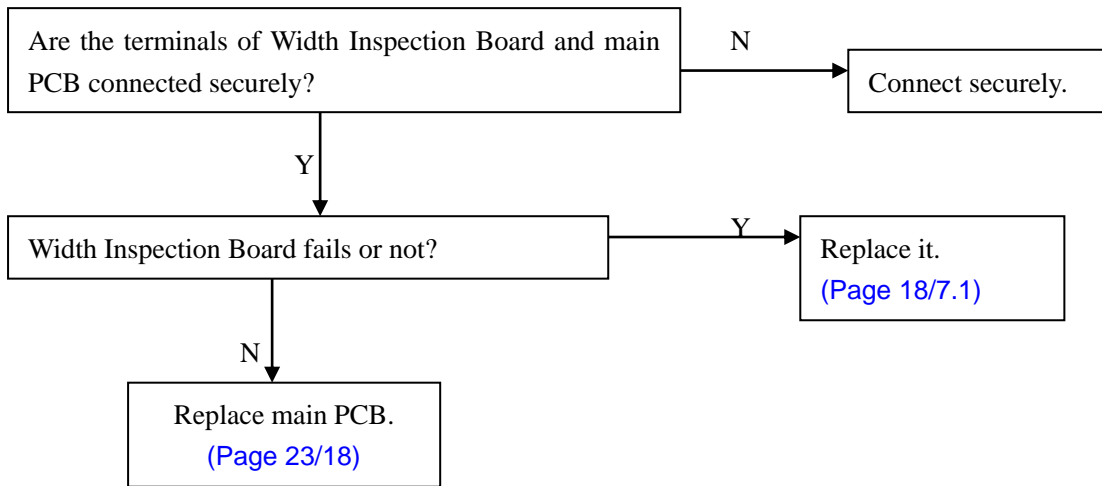 Are the terminals of Width Inspection Board and main
PCB connected securely?
N
Connect securely.
Y
Width Inspection Board fails or not?
Y
Replace it.
(Page 18/7.1)
N
Replace main PCB.
(Page 23/18)